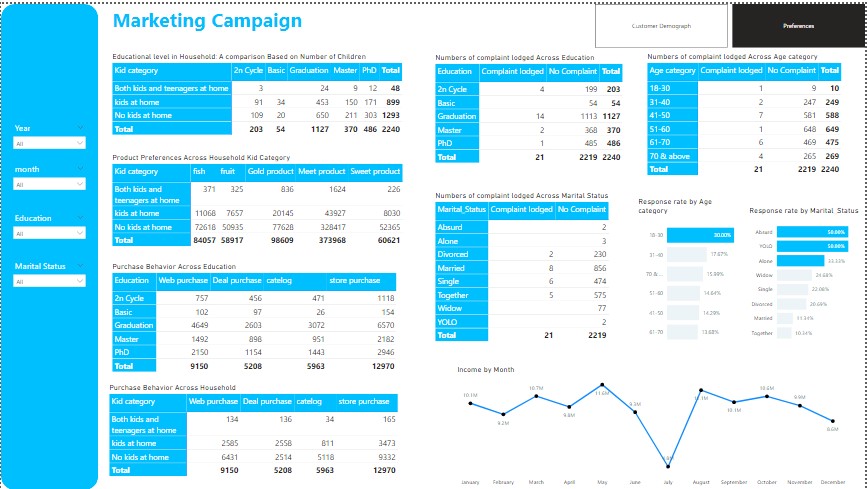 Marketing Campaign
Customer Demograph
Preferences
Year
All
month
All
Education
All
Marital Status
All
Educational level in Household: A comparison Based on Number of Children
Kid category 2n Cycle Basic Graduation Master PhD Total
Both kids and teenagers at home 3 24 9 12 48
kids at home 91 34 453 150 171 899
No kids at home 109 20 650 211 303 1293
Total 203 54 1127 370 486 2240
Product Preferences Across Household Kid Category
Kid category fish fruit Gold product Meet product Sweet product
Both kids and 371 325 836 1624 226
teenagers at home
kids at home 11068 7657 20145 43927 8030
No kids at home 72618 50935 77628 328417 52365
Total 84057 58917 98609 373968 60621
Purchase Behavior Across Education
Education Web purchase Deal purchase catelog store purchase
2n Cycle 757 456 471 1118
Basic 102 97 26 154
Graduation 4649 2603 3072 6570
Master 1492 898 951 2182
PhD 2150 1154 1443 2946
Total 9150 5208 5963 12970
Purchase Behavior Across Household
Kid category Web purchase Deal purchase catelog store purchase
Both kids and 134 136 34 165
teenagers at home
kids at home 2585 2558 811 3473
No kids at home 6431 2514 5118 9332
Total 9150 5208 5963 12970
Numbers of complaint lodged Across Education
Education Complaint lodged No Complaint Total
2n Cycle 4 199 203
Basic 54 54
Graduation 14 1113 1127
Master 2 368 370
PhD 1 485 486
Total 21 2219 2240
Numbers of complaint lodged Across Age category
Age category Complaint lodged No Complaint Total
18-30 1 9 10
31-40 2 247 249
41-50 7 581 588
51-60 1 648 649
61-70 6 469 475
70 & above 4 265 269
Total 21 2219 2240
Numbers of complaint lodged Across Marital Status
Marital_Status Complaint lodged No Complaint
Absurd 2
Alone 3
Divorced 2 230
Married 8 856
Single 6 474
Together 5 575
Widow 77
YOLO 2
Total 21 2219
Response rate by Age
category
18-30 30.00%
31-40 17.67%
70 &... 15.99%
51-60 14.64%
41-50 14.29%
61-70 13.68%
Response rate by Marital_Status
Absurd 50.00%
YOLO 50.00%
Alone 33.33%
Widow 24.68%
Single 22.08%
Divorced 20.69%
Married 11.34%
Together 10.34%
Income by Month
10.1M
9.2M
10.7M
9.8M
11.6M
9.3M
10.1M
10.6M
9.9M
8.6M
January February March April May June July August September October November December